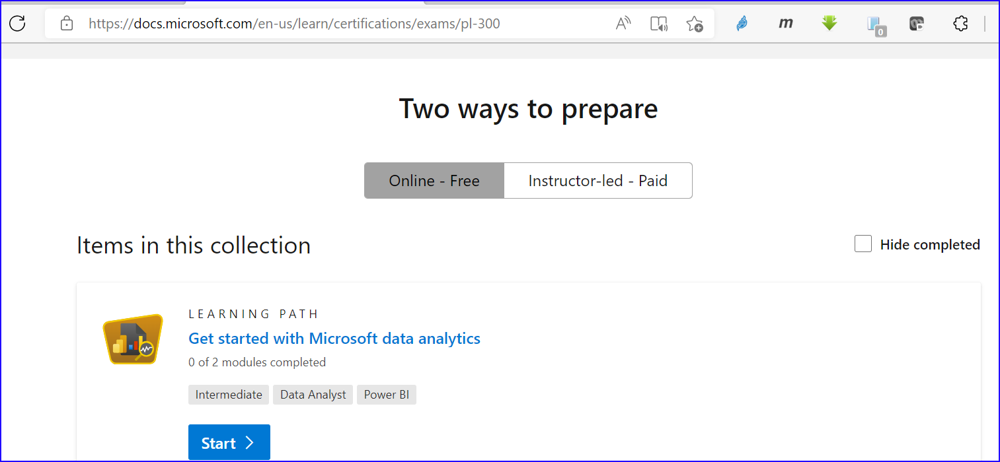 https://docs.microsoft.com/en-us/learn/certifications/exams/pl-300
A
m
0
Two ways to prepare
Online - Free
Instructor-led - Paid
Items in this collection
Hide completed
LEARNING PATH
Get started with Microsoft data analytics
0 of 2 modules completed
Intermediate
Data Analyst
Power BI
Start